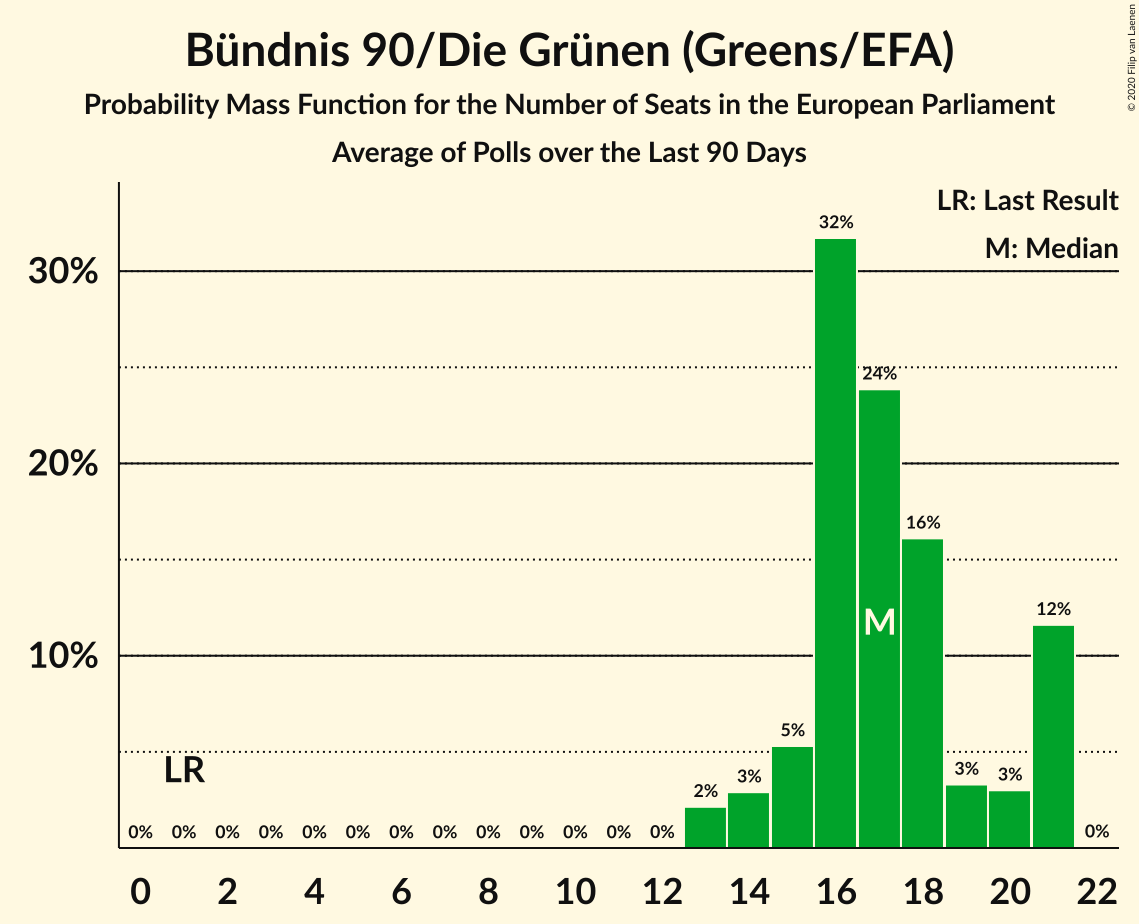 Bündnis 90/Die Grünen (Greens/EFA)
Probability Mass Function for the Number of Seats in the European Parliament
Average of Polls over the Last 90 Days
© 2020 Filip van Laenen
LR: Last Result
M: Median
30%
20%
10%
32%
24%
16%
12%
5%
3%
2%
3%
3%
M
LR
0% 0% 0% 0% 0% 0% 0% 0% 0% 0% 0% 0% 0% 0%
0 2 4 6 8 10 12 14 16 18 20 22